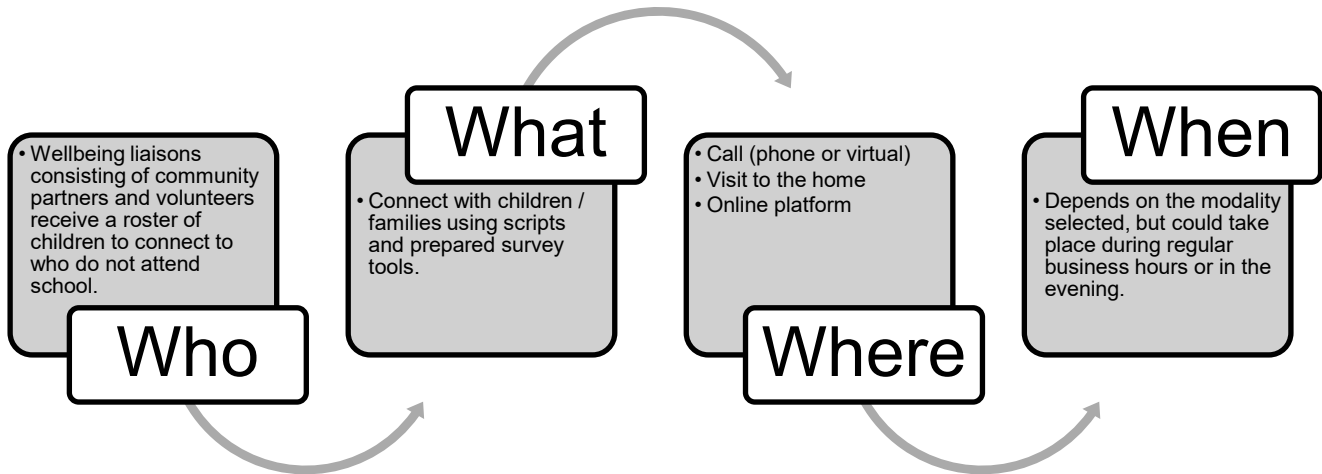 • Wellbeing liaisons
consisting of community
partners and volunteers
receive a roster of
children to connect to
who do not attend
school.
Who
What
• Connect with children /
families using scripts
and prepared survey
tools.
• Call (phone or virtual)
• Visit to the home
• Online platform
Where
When
• Depends on the modality
selected, but could take
place during regular
business hours or in the
evening.